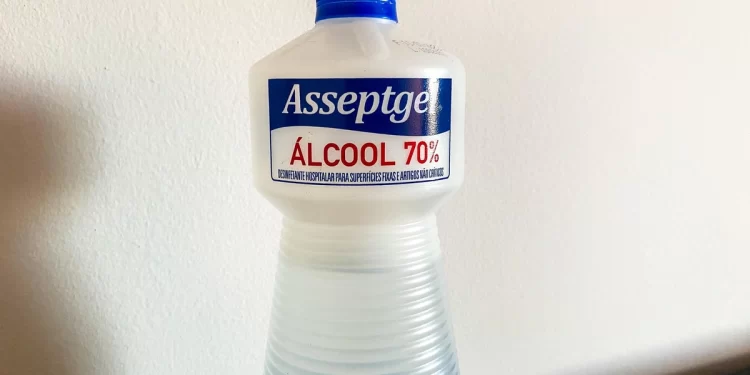 Asseptgel
ÁLCOOL 70%
DESINFETANTE HOSPITALAR PARA SUPERFÍCIES FIXAS E ARTIGOS NÃO CRÍTICOS